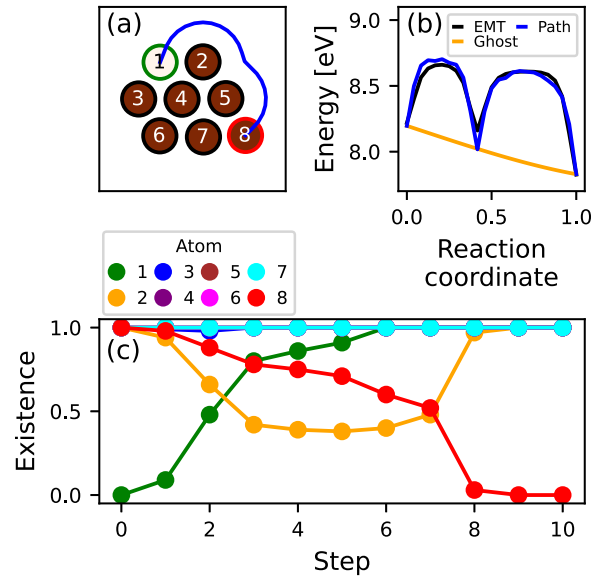 (a)
1 2
3 4 5
6 7 8
(b)
EMT Path
Ghost
Energy [eV]
9.0
8.5
8.0
0.0 0.5 1.0
Reaction
coordinate
Atom
1 3 5 7
2 4 6 8
(c)
Existence
1.0
0.5
0.0
0 2 4 6 8 10
Step